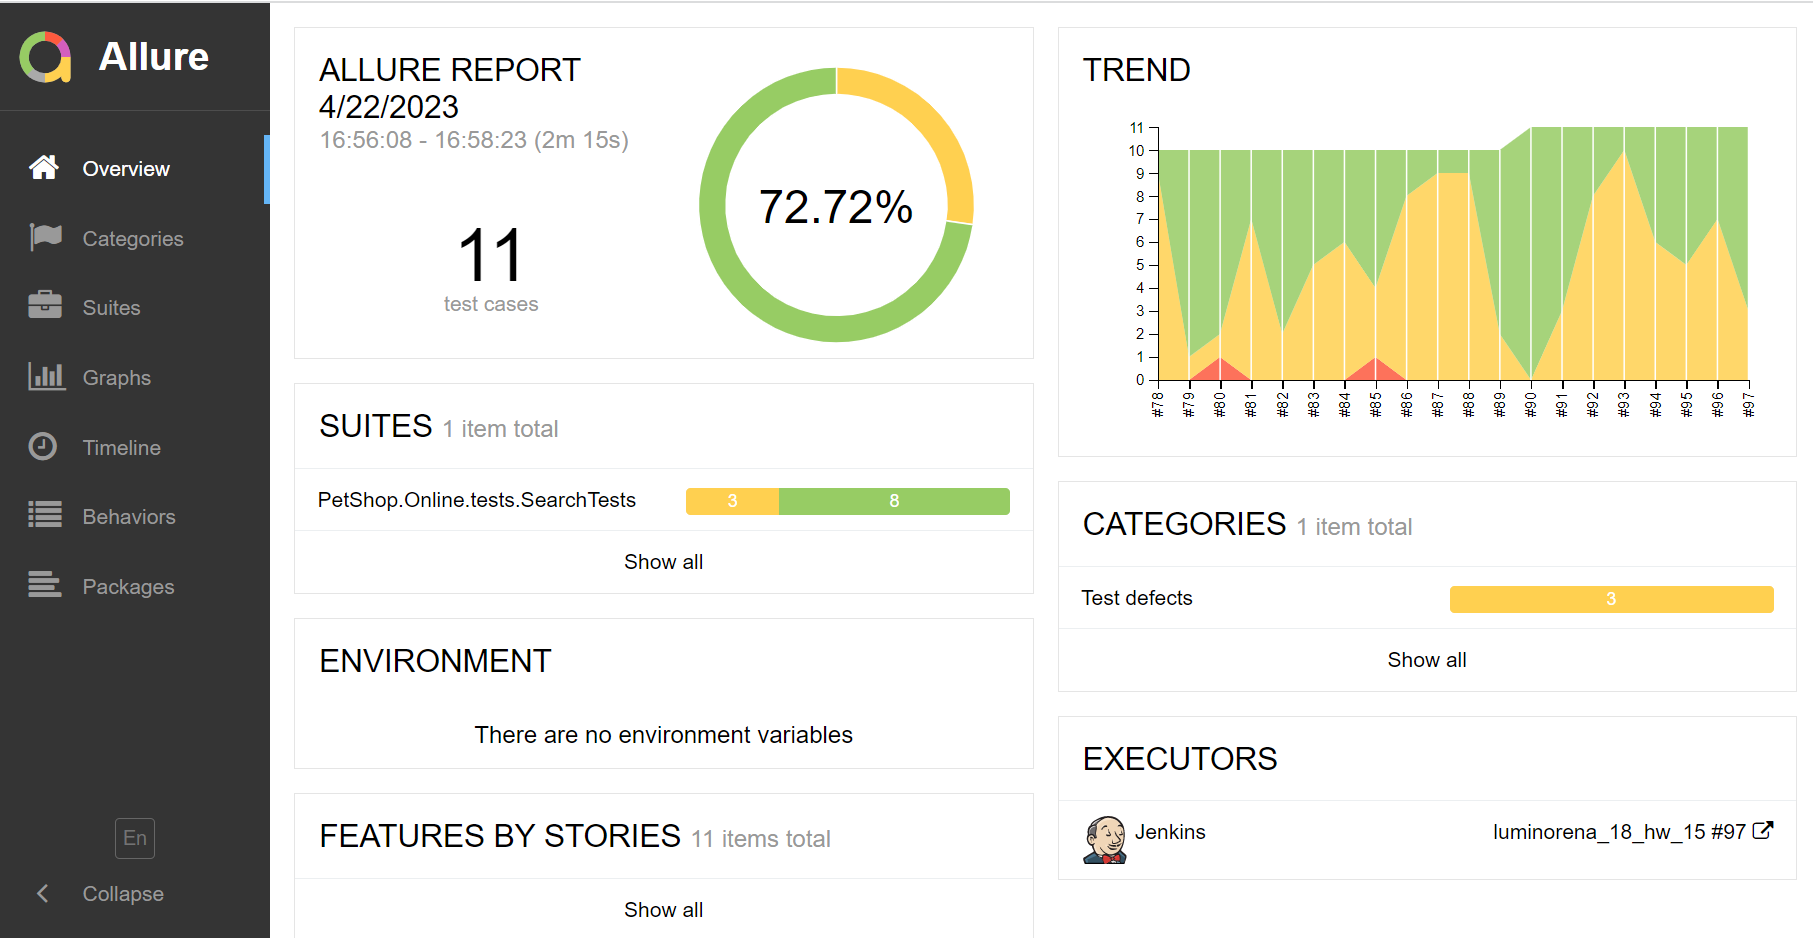 Allure
Overview
Categories
Suites
Graphs
Timeline
Behaviors
Packages
En
Collapse
ALLURE REPORT
4/22/2023
16:56:08 - 16:58:23 (2m 15s)
11
test cases
72.72%
SUITES 1 item total
PetShop.Online.tests.SearchTests 3 8
Show all
ENVIRONMENT
There are no environment variables
FEATURES BY STORIES 11 items total
Show all
TREND
11
10
9
8
7
6
5
4
3
2
1
0
#78 #79 #80 #81 #82 #83 #84 #85 #86 #87 #88 #89 #90 #91 #92 #93 #94 #95 #96 #97
CATEGORIES 1 item total
Test defects 3
Show all
EXECUTORS
Jenkins luminorena_18_hw_15 #97